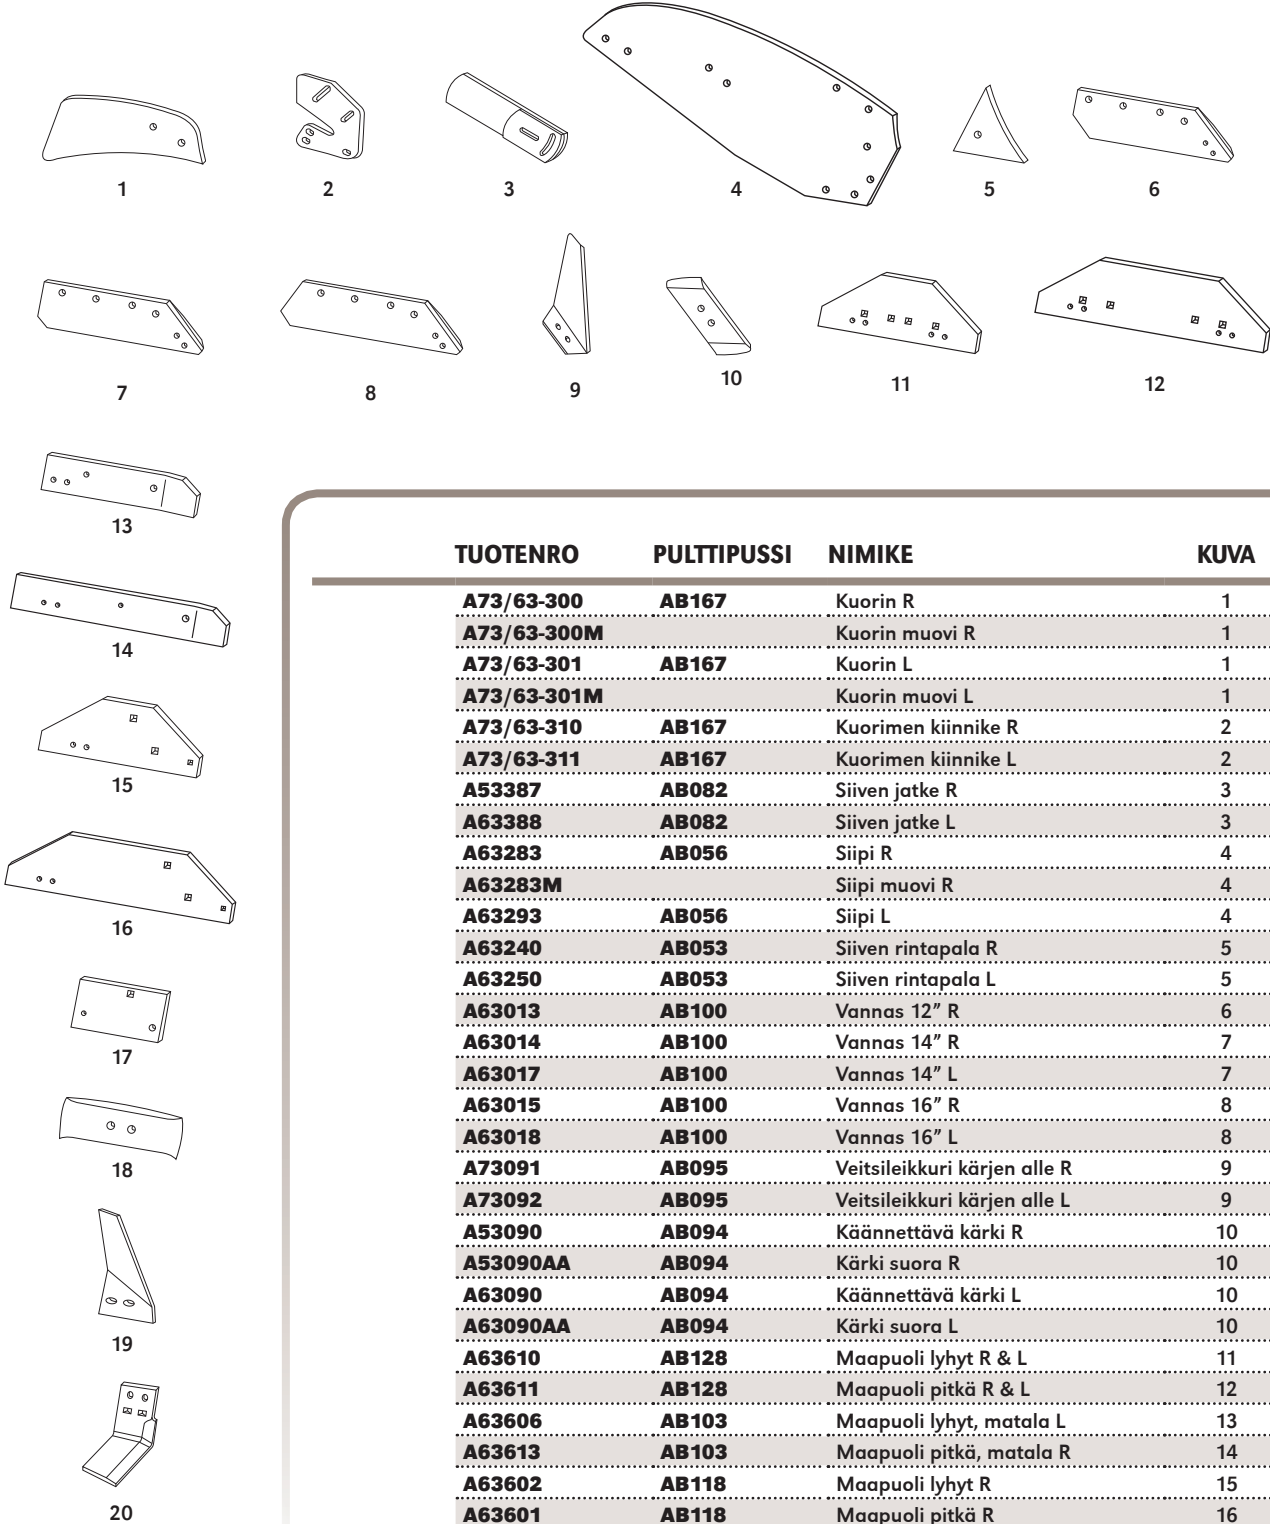 1 2 3 4 5 6
7 8 9 10 11 12
13
14
15
16
17
18
19
20
TUOTENRO PULTTIPUSSI NIMIKE KUVA
A73/63-300 AB167 Kuorin R 1
A73/63-300M Kuorin muovi R 1
A73/63-301 AB167 Kuorin L 1
A73/63-301M Kuorin muovi L 1
A73/63-310 AB167 Kuorimen kiinnike R 2
A73/63-311 AB167 Kuorimen kiinnike L 2
A53387 AB082 Siiven jatke R 3
A63388 AB082 Siiven jatke L 3
A63283 AB056 Siipi R 4
A63283M Siipi muovi R 4
A63293 AB056 Siipi L 4
A63240 AB053 Siiven rintapala R 5
A63250 AB053 Siiven rintapala L 5
A63013 AB100 Vannas 12” R 6
A63014 AB100 Vannas 14” R 7
A63017 AB100 Vannas 14” L 7
A63015 AB100 Vannas 16” R 8
A63018 AB100 Vannas 16” L 8
A73091 AB095 Veitsileikkuri kärjen alle R 9
A73092 AB095 Veitsileikkuri kärjen alle L 9
A53090 AB094 Käännettävä kärki R 10
A53090AA AB094 Kärki suora R 10
A63090 AB094 Käännettävä kärki L 10
A63090AA AB094 Kärki suora L 10
A63610 AB128 Maapuoli lyhyt R & L 11
A63611 AB128 Maapuoli pitkä R & L 12
A63606 AB103 Maapuoli lyhyt, matala L 13
A63613 AB103 Maapuoli pitkä, matala R 14
A63602 AB118 Maapuoli lyhyt R 15
A63601 AB118 Maapuoli pitkä R 16